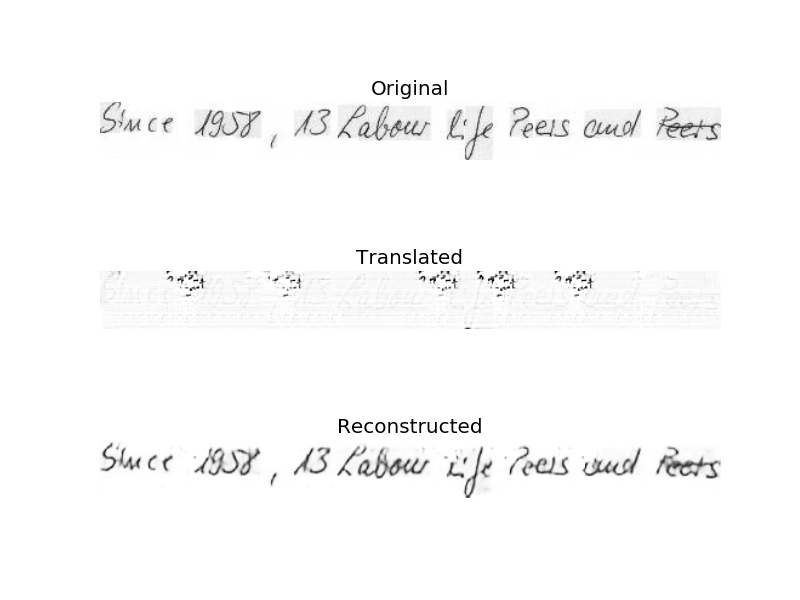 Original
Since 1958, 13 Labour life Peers and Peers
Translated
Reconstructed
Since 1958, 13 Labour life Peers and Peers